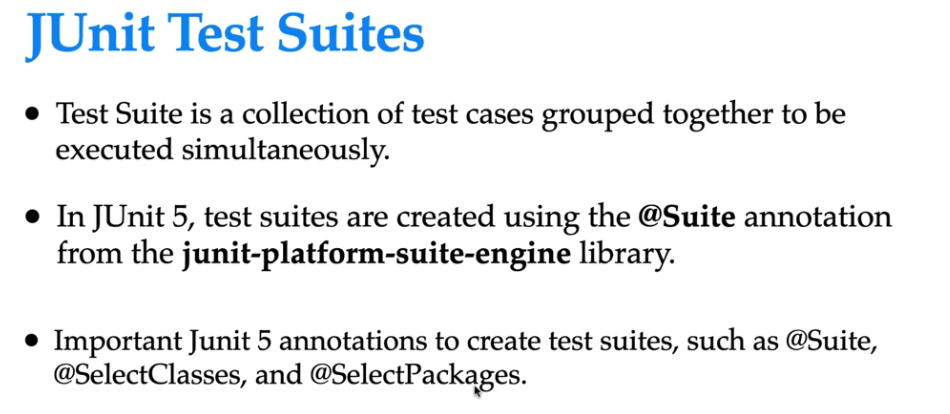 JUnit Test Suites
• Test Suite is a collection of test cases grouped together to be
executed simultaneously.
• In JUnit 5, test suites are created using the @Suite annotation
from the junit-platform-suite-engine library.
• Important Junit 5 annotations to create test suites, such as @Suite,
@SelectClasses, and @SelectPackages.